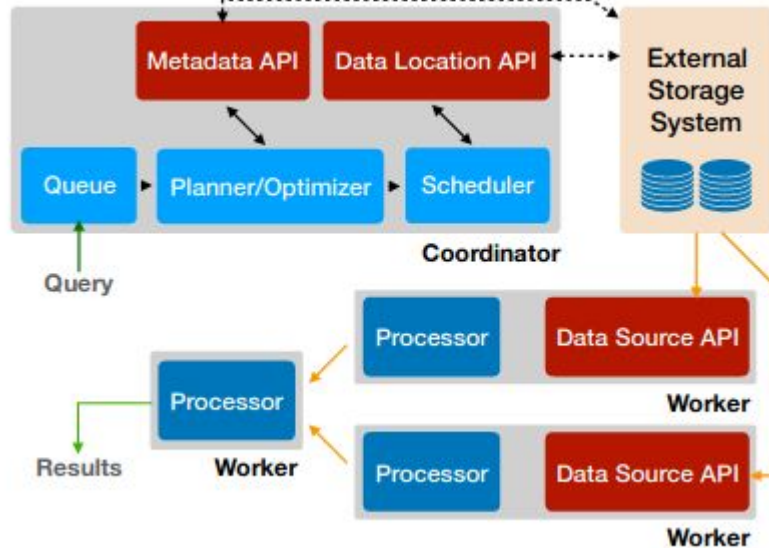 Metadata API
Data Location API
External
Storage
System
Queue
Planner/Optimizer
Scheduler
Coordinator
Query
Processor
Data Source API
Worker
Processor
Results
Worker
Processor
Data Source API
Worker